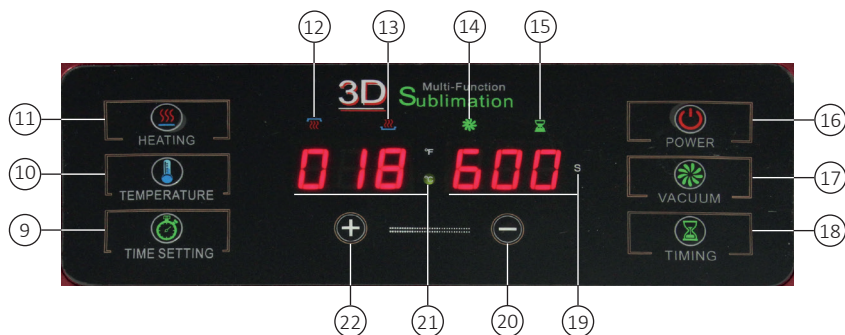 12 13 14 15
3D Multi-Function
Sublimation
11 HEATING
16 POWER
°F
018 600
S
10 TEMPERATURE
17 VACUUM
°C
9 TIME SETTING
+ −
18 TIMING
22 21 20 19